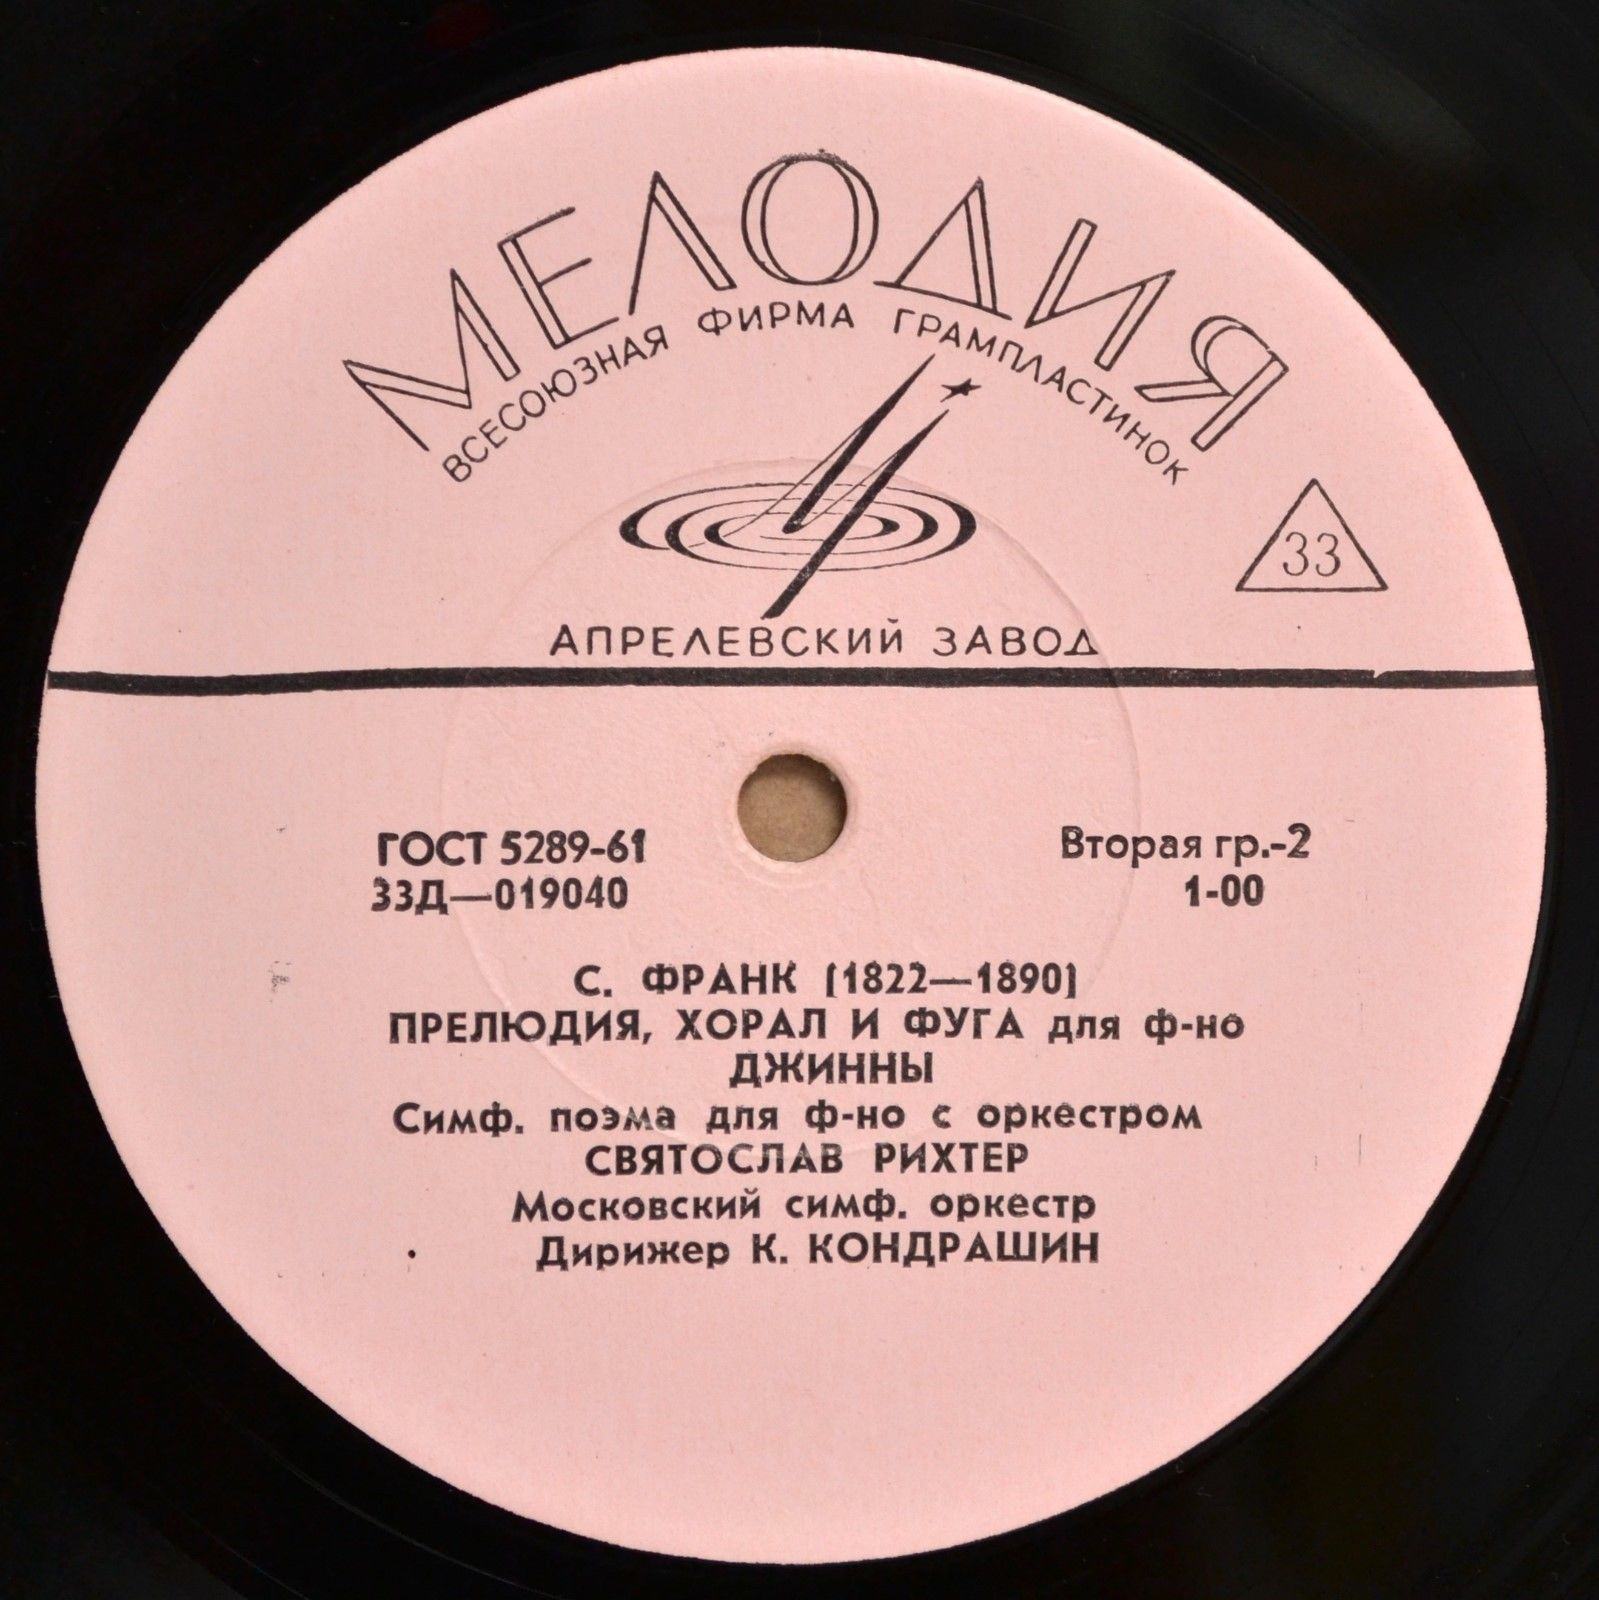 МЕЛОДИЯ
ВСЕСОЮЗНАЯ ФИРМА ГРАМПЛАСТИНОК
33
АПРЕЛЕВСКИЙ ЗАВОД
ГОСТ 5289-61
Вторая гр.-2
33Д—019040
1-00
С. ФРАНК [1822—1890]
ПРЕЛЮДИЯ, ХОРАЛ И ФУГА для ф-но
ДЖИННЫ
Симф. поэма для ф-но с оркестром
СВЯТОСЛАВ РИХТЕР
Московский симф. оркестр
Дирижер К. КОНДРАШИН